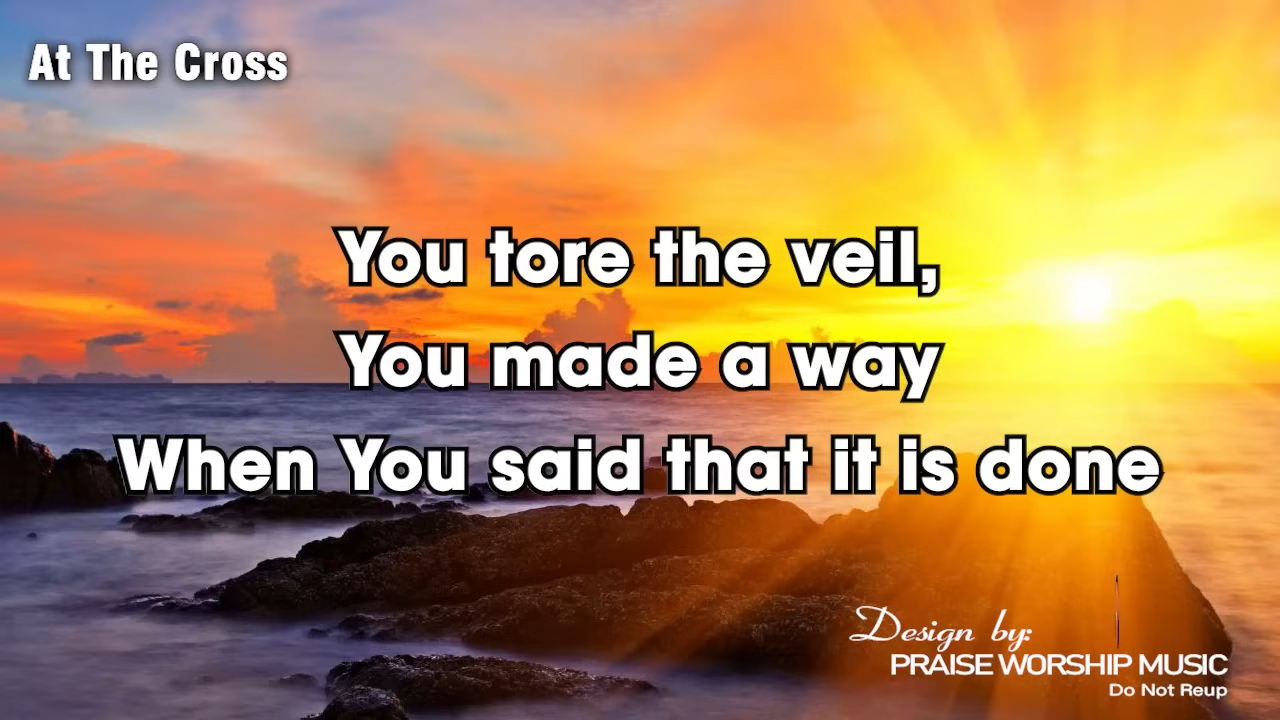 At The Cross
You tore the veil,
You made a way
When You said that it is done
Design by:
PRAISE WORSHIP MUSIC
Do Not Reup